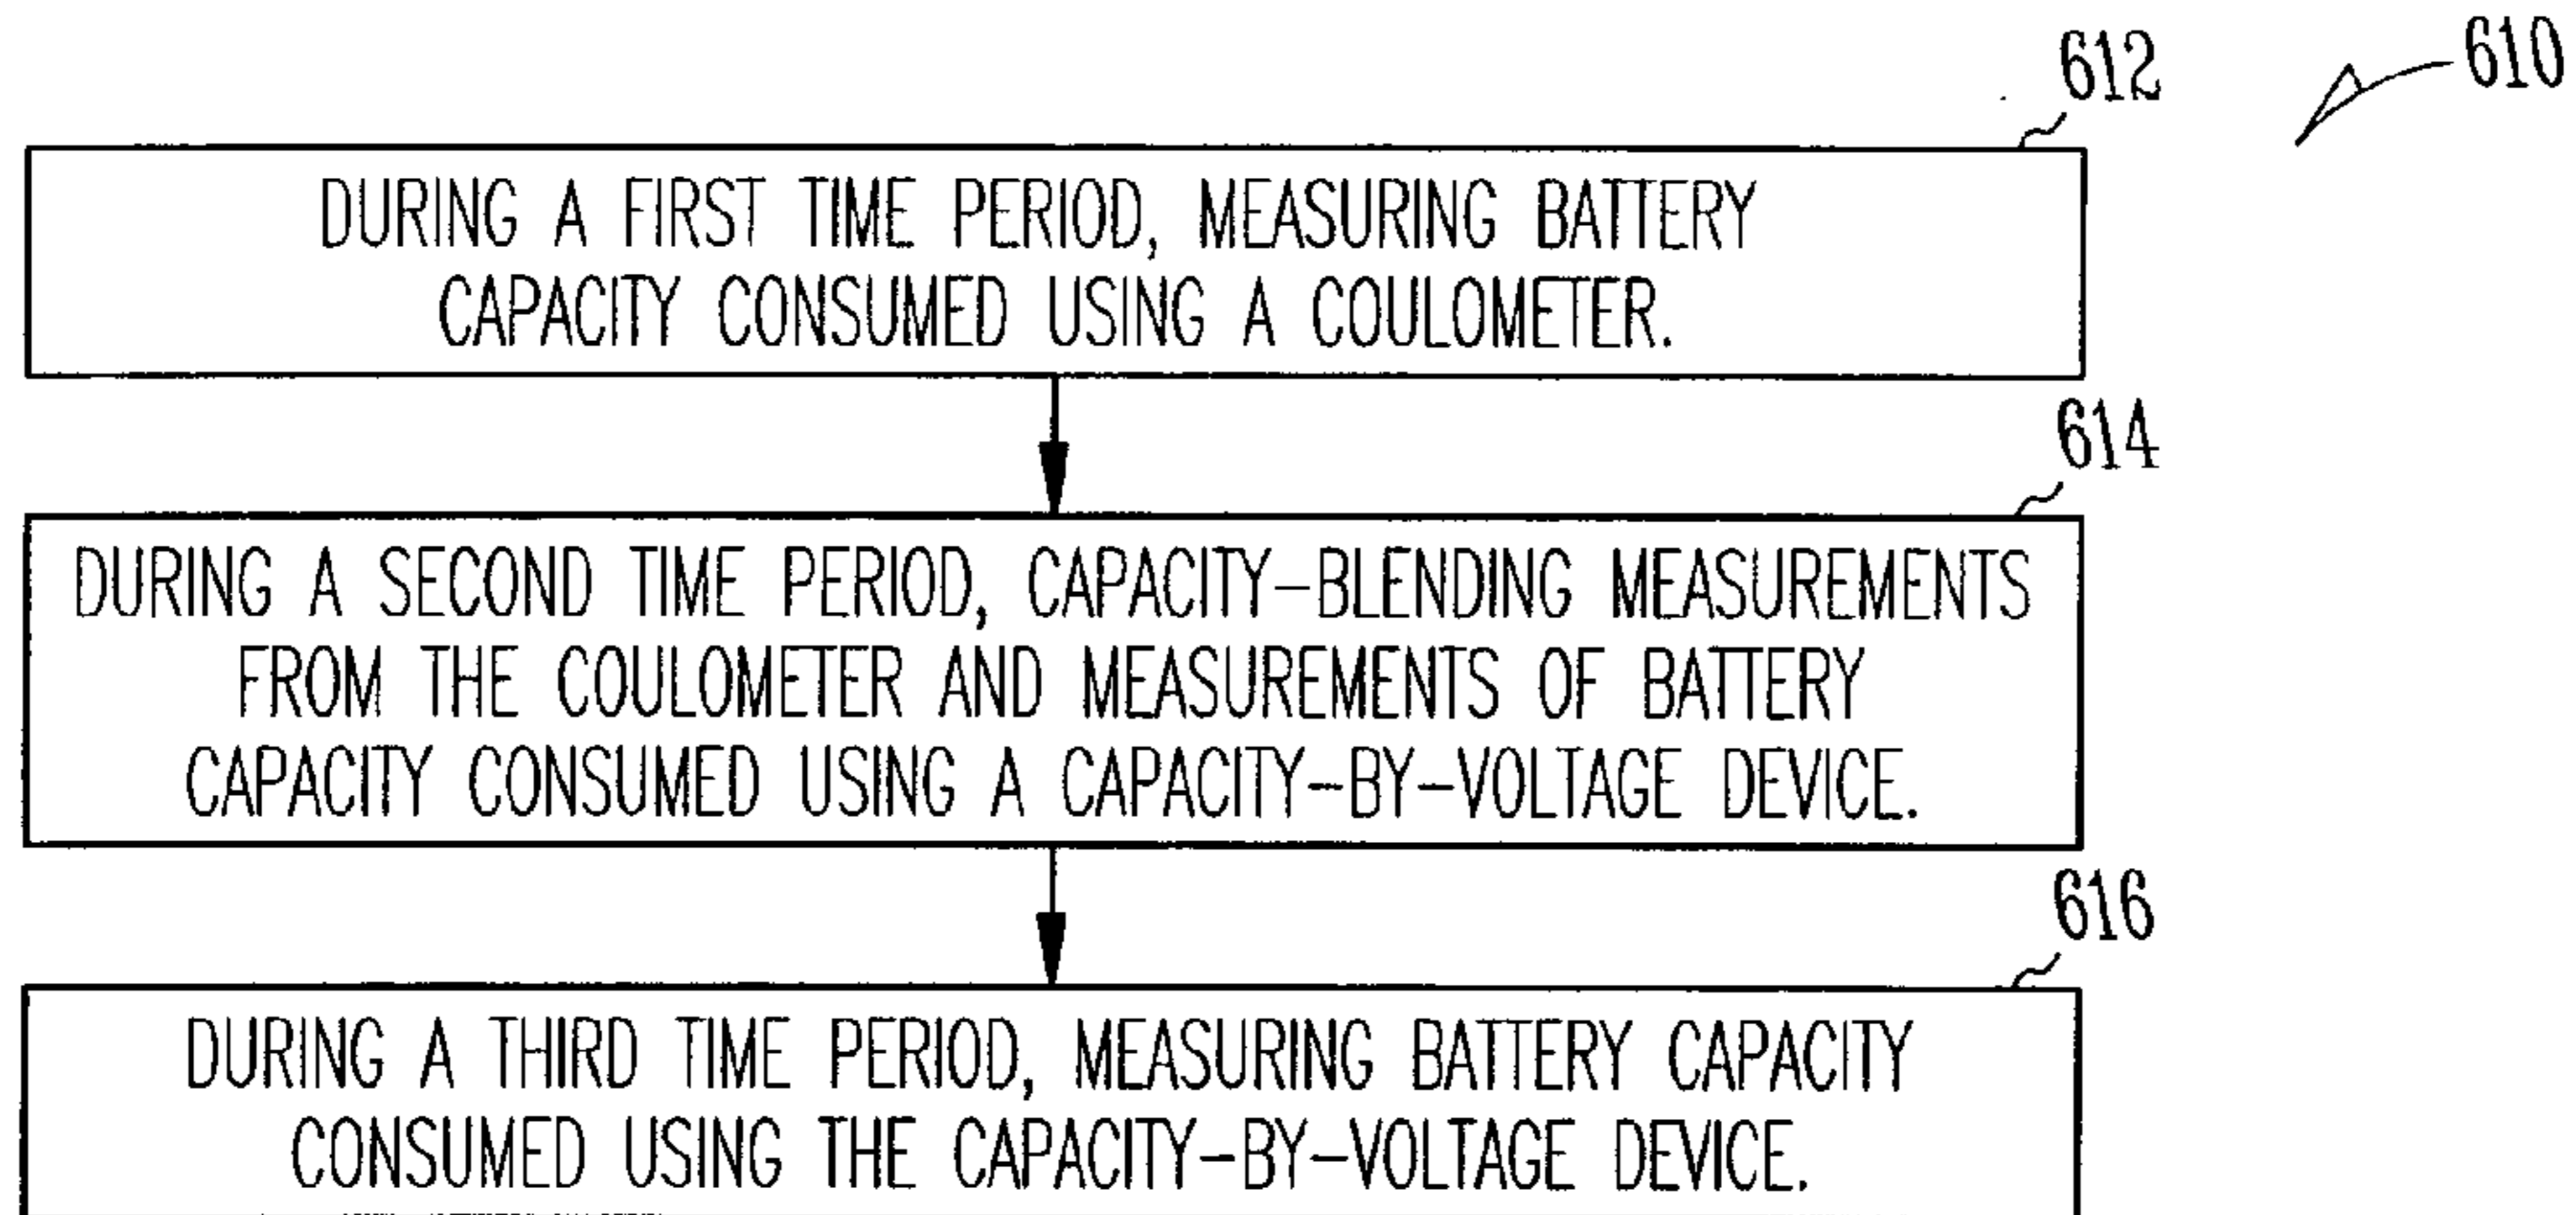 610
612
DURING A FIRST TIME PERIOD, MEASURING BATTERY
CAPACITY CONSUMED USING A COULOMETER.
614
DURING A SECOND TIME PERIOD, CAPACITY-BLENDING MEASUREMENTS
FROM THE COULOMETER AND MEASUREMENTS OF BATTERY
CAPACITY CONSUMED USING A CAPACITY-BY-VOLTAGE DEVICE.
616
DURING A THIRD TIME PERIOD, MEASURING BATTERY CAPACITY
CONSUMED USING THE CAPACITY-BY-VOLTAGE DEVICE.